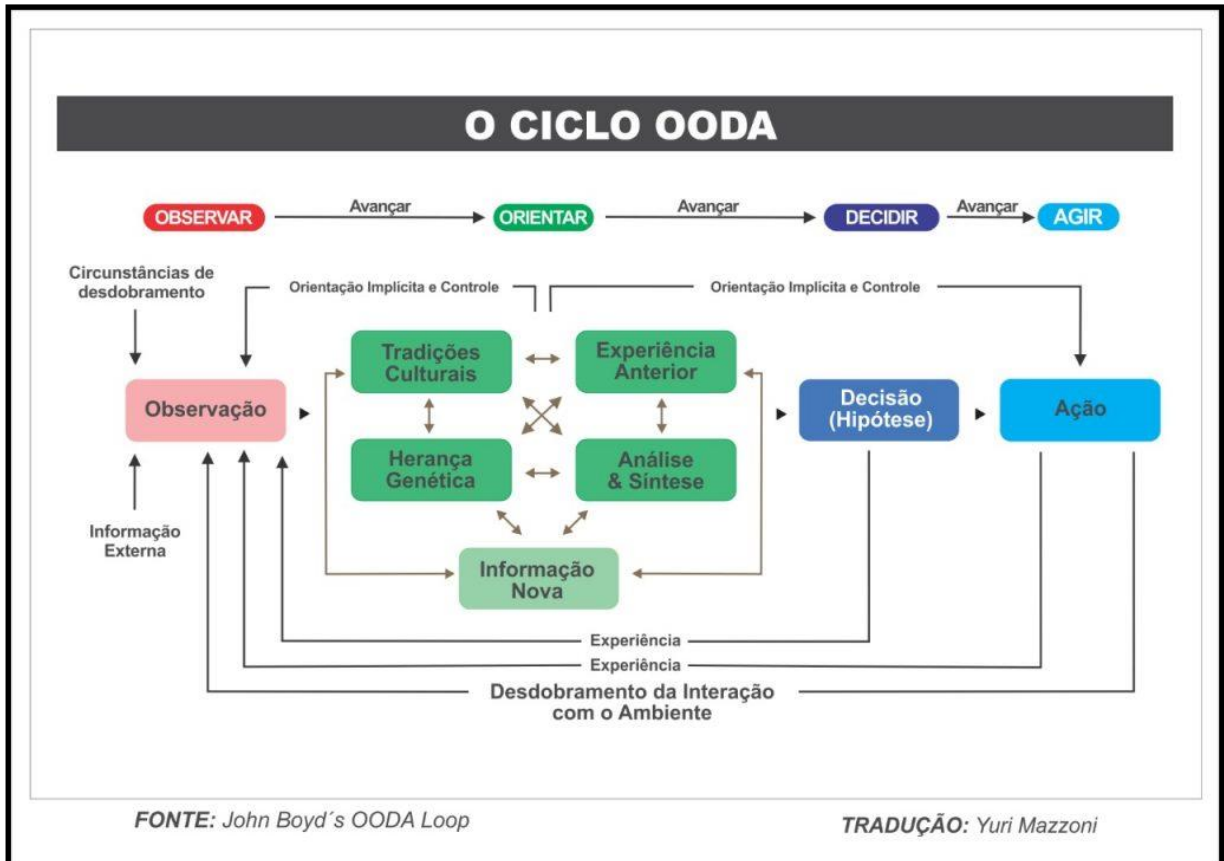 O CICLO OODA
OBSERVAR
Avançar
ORIENTAR
Avançar
DECIDIR
Avançar
AGIR
Circunstâncias de
desdobramento
Orientação Implícita e Controle
Orientação Implícita e Controle
Tradições
Culturais
Experiência
Anterior
Observação
Decisão
(Hipótese)
Ação
Herança
Genética
Análise
& Síntese
Informação
Externa
Informação
Nova
Experiência
Experiência
Desdobramento da Interação
com o Ambiente
FONTE: John Boyd´s OODA Loop
TRADUÇÃO: Yuri Mazzoni